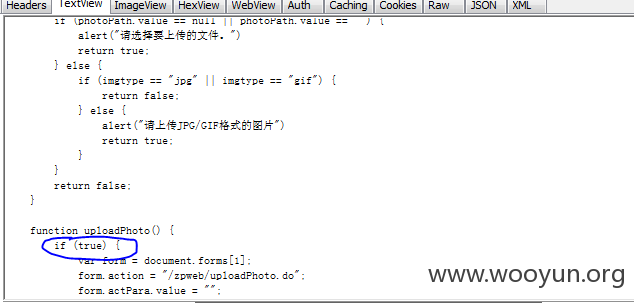 Headers TextView ImageView HexView WebView Auth Caching Cookies Raw JSON XML
if (photoPath.value == null || photoPath.value == "") {
alert("请选择要上传的文件。")
return true;
} else {
if (imgtype == "jpg" || imgtype == "gif") {
return false;
} else {
alert("请上传JPG/GIF格式的图片")
return true;
}
}
return false;
}
function uploadPhoto() {
if (true) {
var form = document.forms[1];
form.action = "/zpweb/uploadPhoto.do";
form.actPara.value = "";
www.wooyun.org